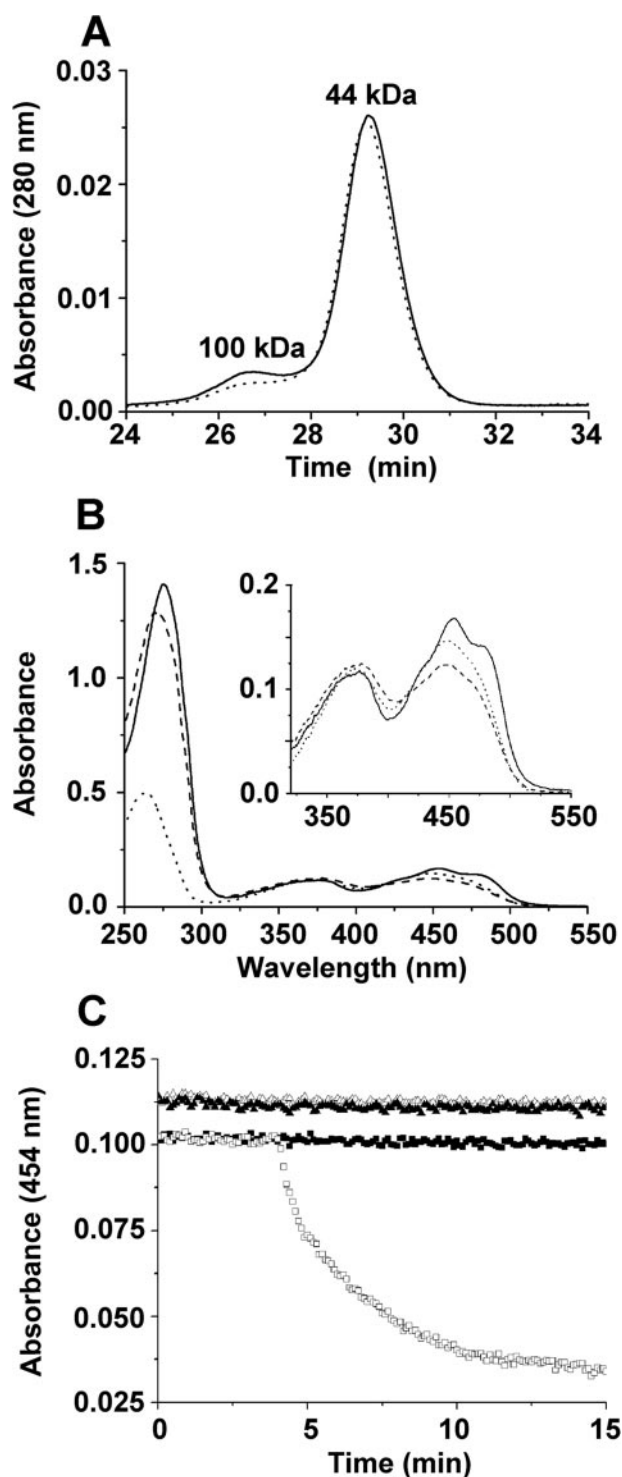 A
Absorbance (280 nm)
0.03
0.02
0.01
0.00
44 kDa
100 kDa
24 26 28 30 32 34
Time (min)
B
Absorbance
1.5
1.0
0.5
0.0
0.2
0.1
0.0
350 450 550
250 300 350 400 450 500 550
Wavelength (nm)
C
Absorbance (454 nm)
0.125
0.100
0.075
0.050
0.025
0 5 10 15
Time (min)